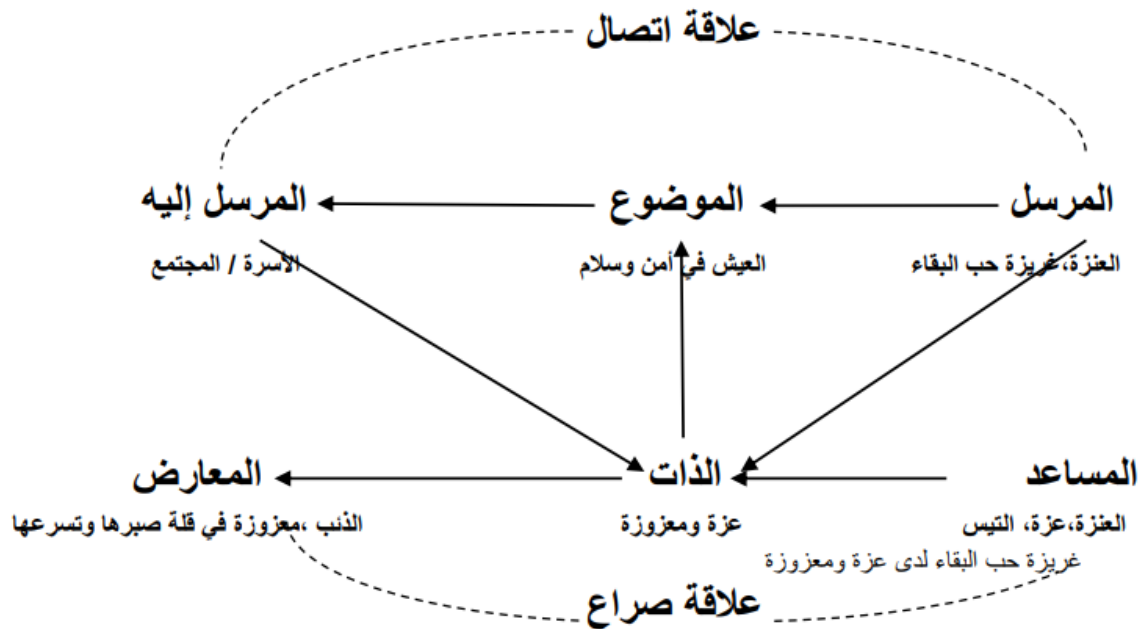 علاقة اتصال
المرسل الموضوع المرسل إليه
العنزة،غريزة حب البقاء العيش في أمن وسلام الأسرة / المجتمع
المساعد الذات المعارض
العنزة،عزة، التيس عزة ومعزوزة الذئب ،معزوزة في قلة صبرها وتسرعها
غريزة حب البقاء لدى عزة ومعزوزة
علاقة صراع